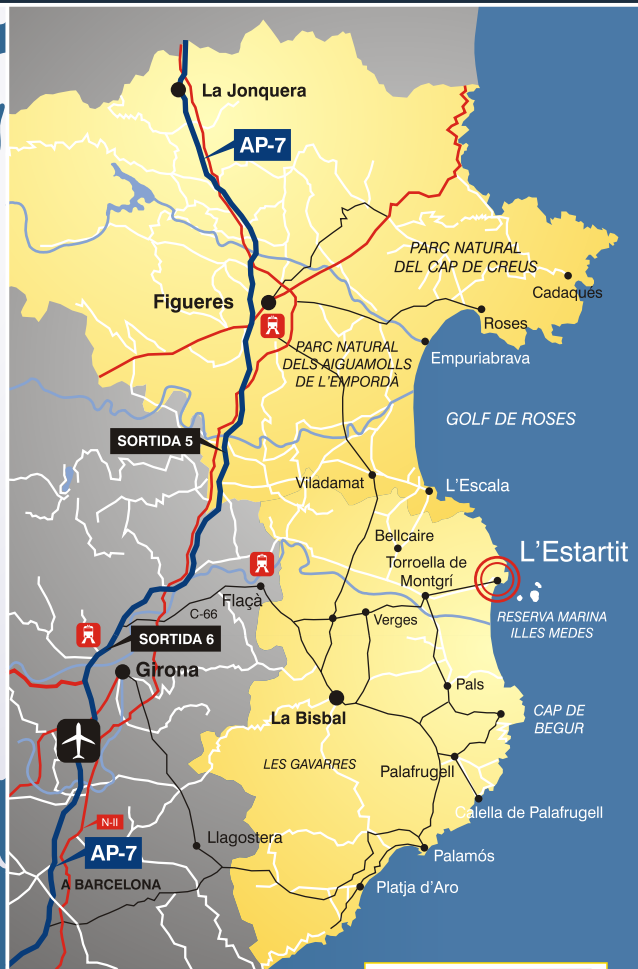 La Jonquera
AP-7
PARC NATURAL
DEL CAP DE CREUS
Cadaqués
Figueres
Roses
PARC NATURAL
DELS AIGUAMOLLS
DE L'EMPORDÀ
Empuriabrava
GOLF DE ROSES
SORTIDA 5
Viladamat
L'Escala
Bellcaire
L'Estartit
Torroella de
Montgrí
Flaçà
C-66
Verges
RESERVA MARINA
ILLES MEDES
SORTIDA 6
Girona
Pals
La Bisbal
CAP DE
BEGUR
LES GAVARRES
Palafrugell
Calella de Palafrugell
N-II
Llagostera
AP-7
Palamós
A BARCELONA
Platja d'Aro